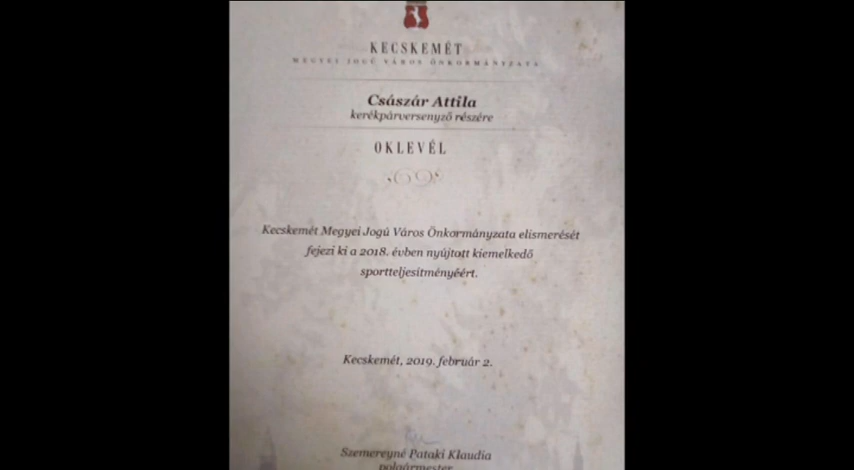 KECSKEMÉT
MEGYEI JOGÚ VÁROS ÖNKORMÁNYZATA
Császár Attila
kerékpárversenyző részére
OKLEVÉL
Kecskemét Megyei Jogú Város Önkormányzata elismerését
fejezi ki a 2018. évben nyújtott kiemelkedő
sportteljesítményéért.
Kecskemét, 2019. február 2.
Szemereyné Pataki Klaudia
polgármester